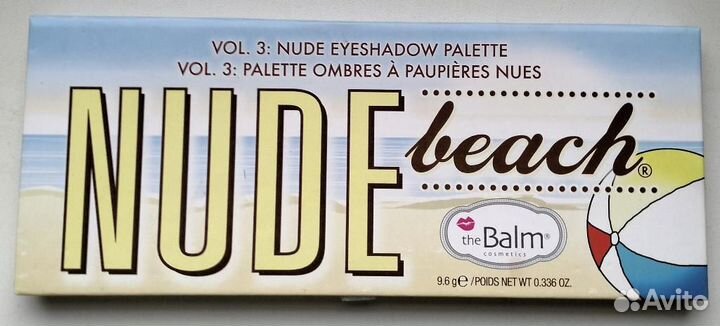 VOL. 3: NUDE EYESHADOW PALETTE
VOL. 3: PALETTE OMBRES À PAUPIÈRES NUES
NUDE beach®
the Balm®
cosmetics
9.6 g℮/POIDS NET WT 0.336 OZ.
Avito